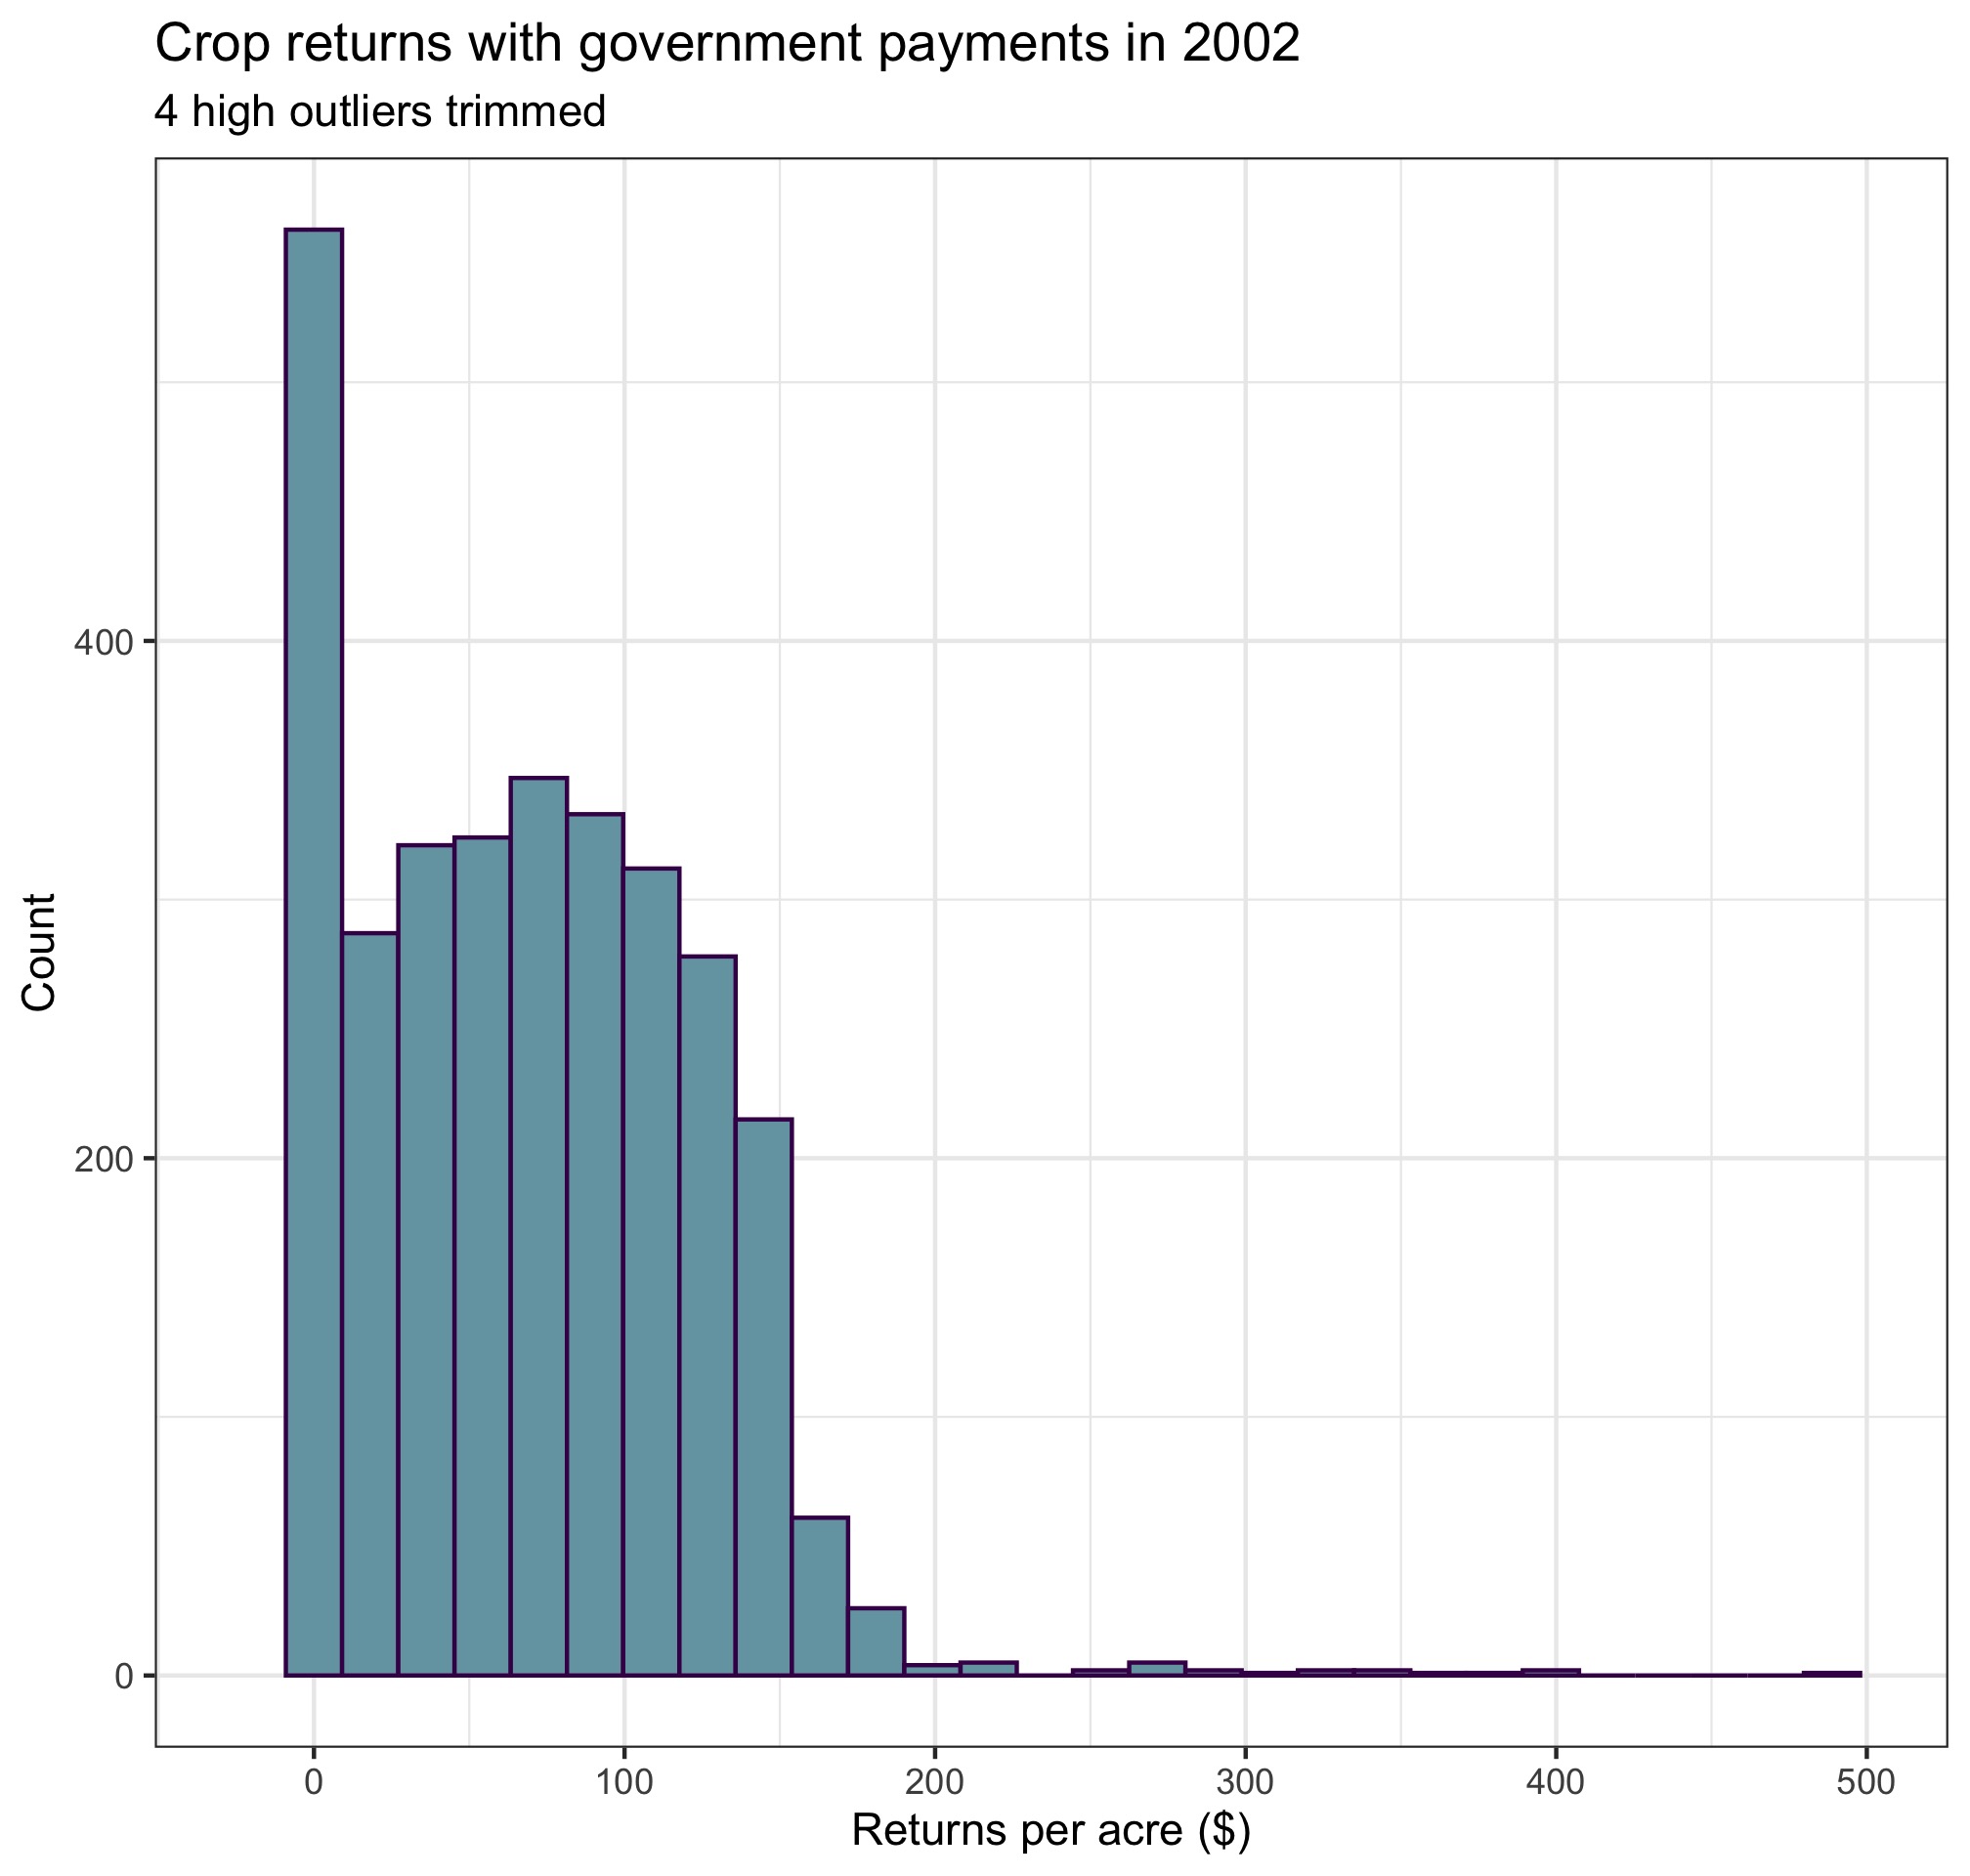 Crop returns with government payments in 2002
4 high outliers trimmed
Count
400
200
0
0 100 200 300 400 500
Returns per acre ($)